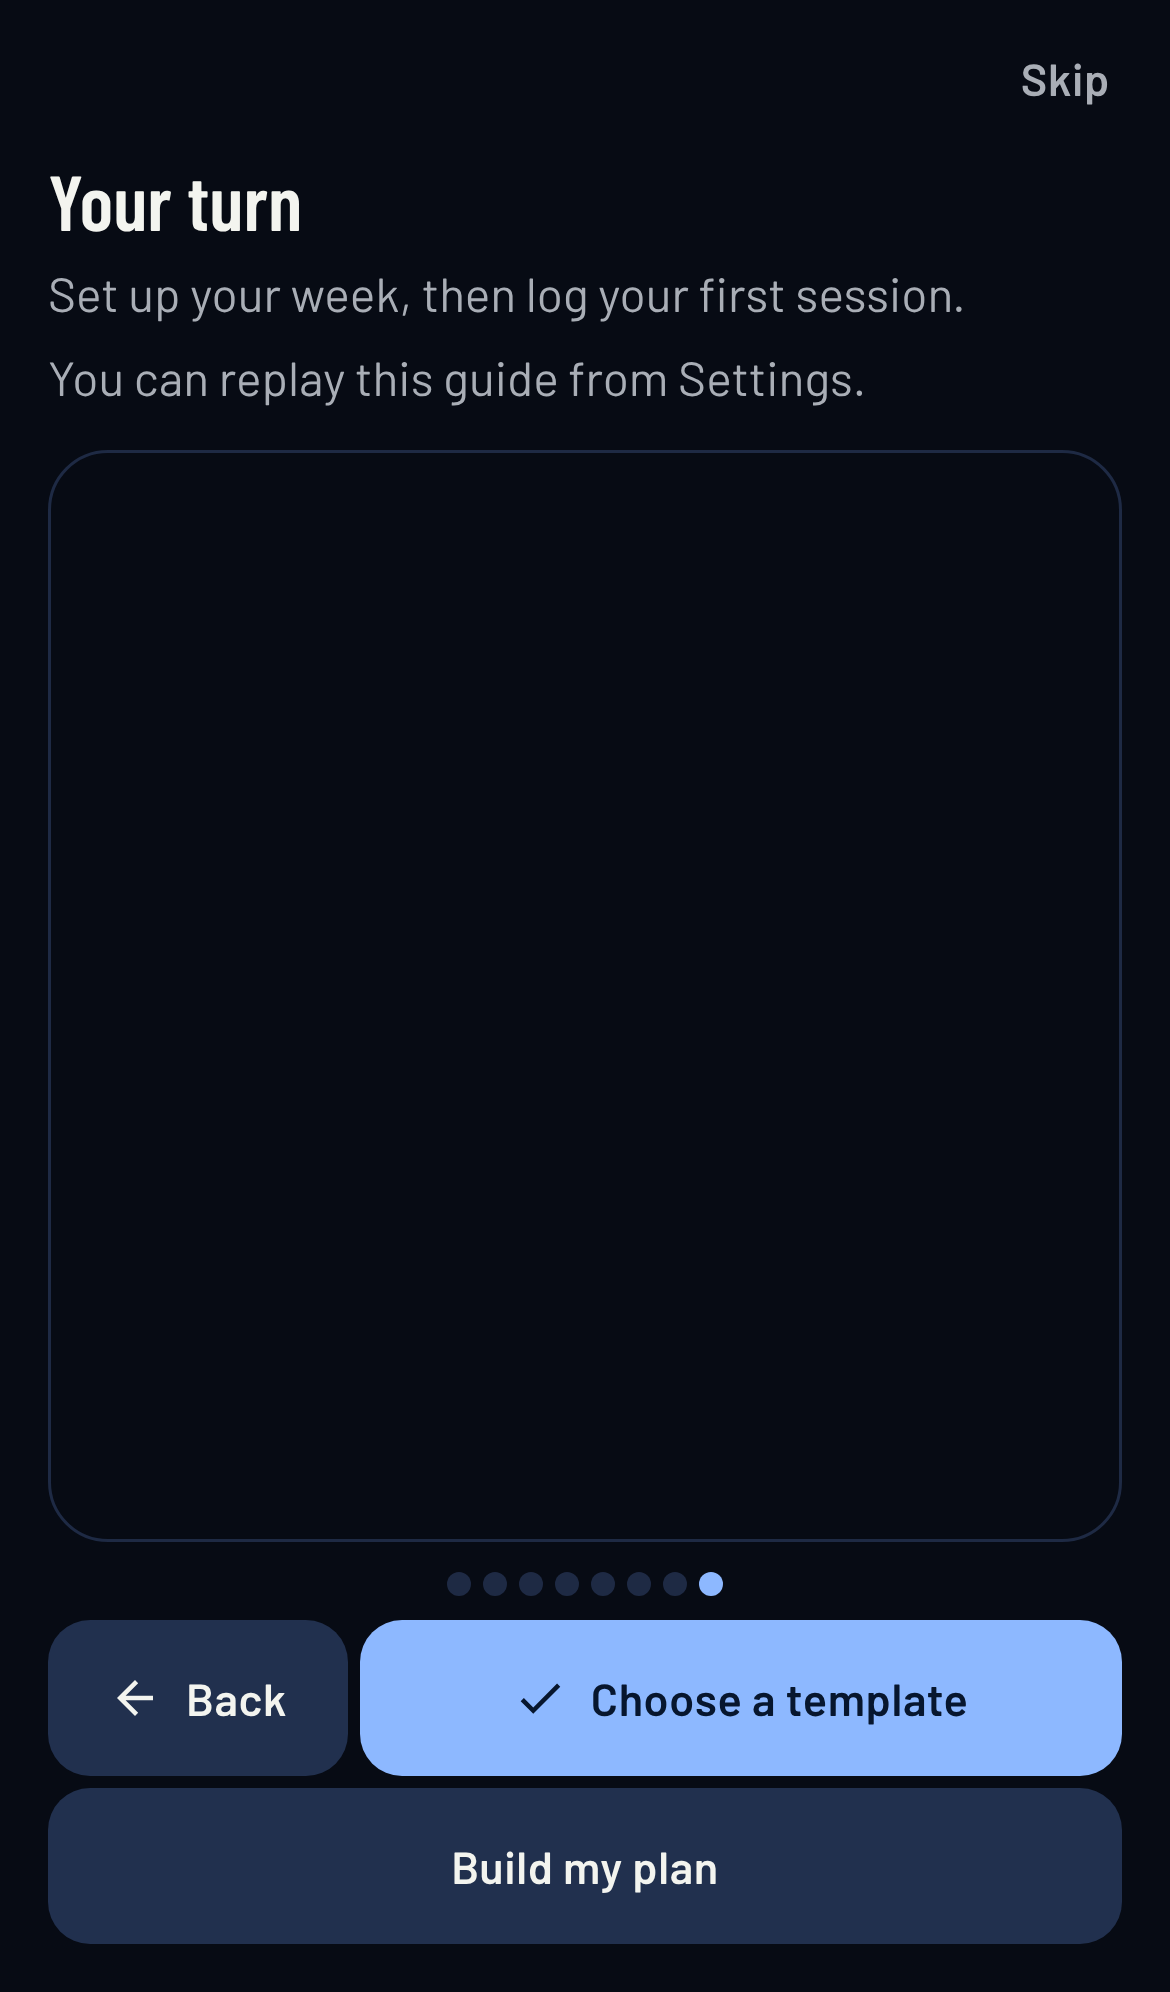 Skip
Your turn
Set up your week, then log your first session.
You can replay this guide from Settings.
Back
Choose a template
Build my plan